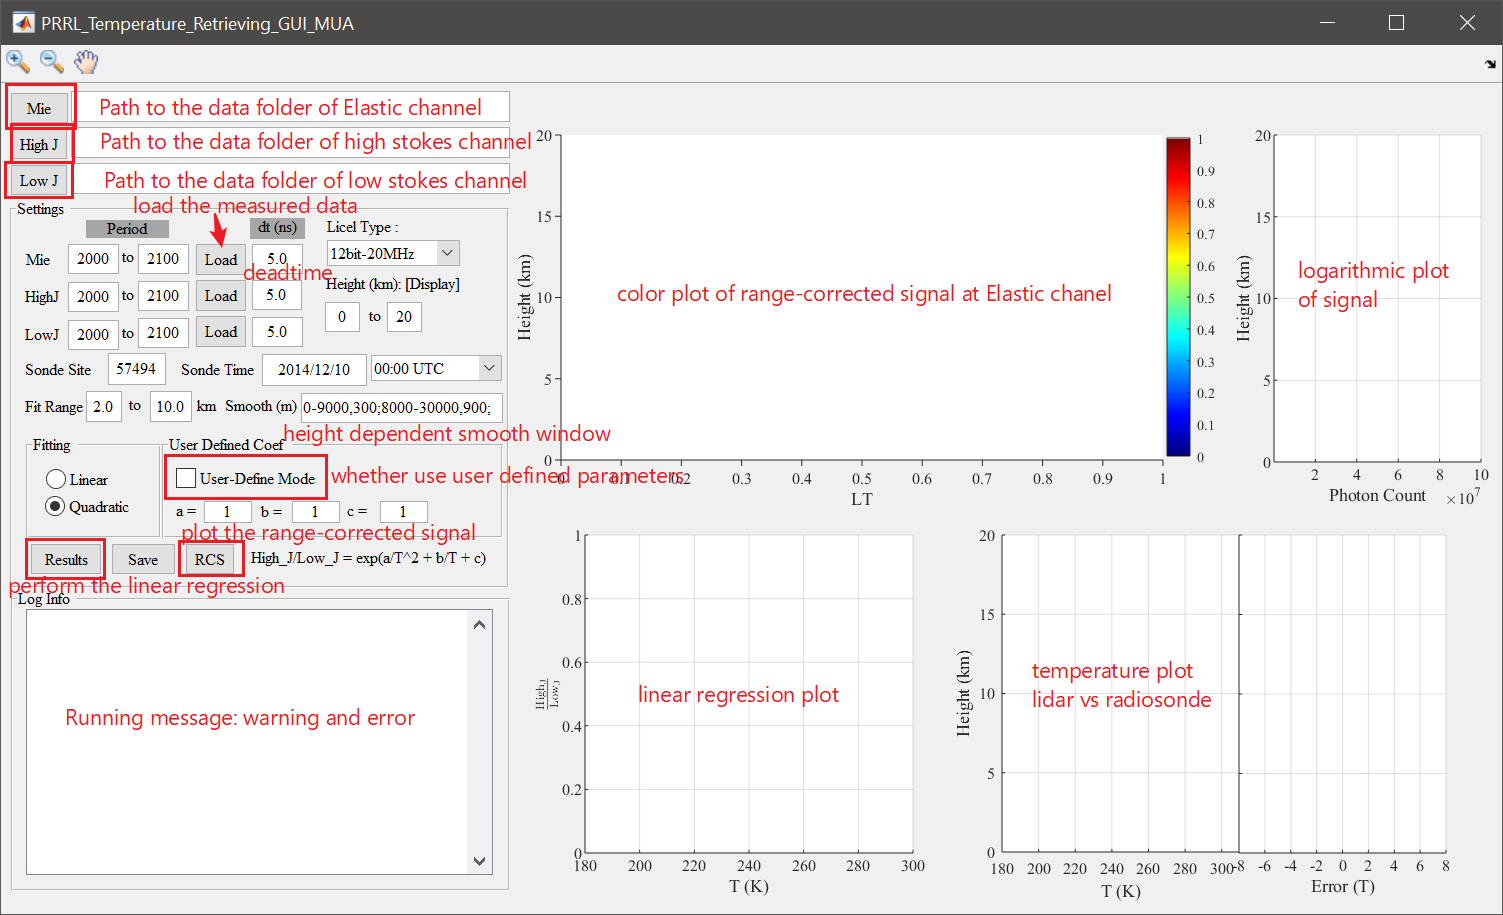 PRRL_Temperature_Retrieving_GUI_MUA
Mie
Path to the data folder of Elastic channel
High J
Path to the data folder of high stokes channel
Low J
Path to the data folder of low stokes channel
load the measured data
Settings
Period
dt (ns)
Licel Type :
Mie
2000
to
2100
Load
5.0
12bit-20MHz
deadtime
Height (km): [Display]
HighJ
2000
to
2100
Load
5.0
0
to
20
LowJ
2000
to
2100
Load
5.0
Sonde Site
57494
Sonde Time
2014/12/10
00:00 UTC
Fit Range
2.0
to
10.0
km
Smooth (m)
0-9000,300;8000-30000,900;
height dependent smooth window
Fitting
User Defined Coef
Linear
Quadratic
User-Define Mode
whether use user defined parameters
a =
1
b =
1
c =
1
plot the range-corrected signal
Results
Save
RCS
High_J/Low_J = exp(a/T^2 + b/T + c)
perform the linear regression
Log Info
Running message: warning and error
20
15
10
5
0
Height (km)
color plot of range-corrected signal at Elastic chanel
0
0.1
0.2
0.3
0.4
0.5
0.6
0.7
0.8
0.9
1
LT
1
0.9
0.8
0.7
0.6
0.5
0.4
0.3
0.2
0.1
0
20
15
10
5
0
Height (km)
logarithmic plot
of signal
2
4
6
8
10
Photon Count
×10⁷
1
0.8
0.6
0.4
0.2
0
High_J
Low_J
linear regression plot
180
200
220
240
260
280
300
T (K)
20
15
10
5
0
Height (km)
temperature plot
lidar vs radiosonde
180
200
220
240
260
280
300
T (K)
-8
-6
-4
-2
0
2
4
6
8
Error (T)